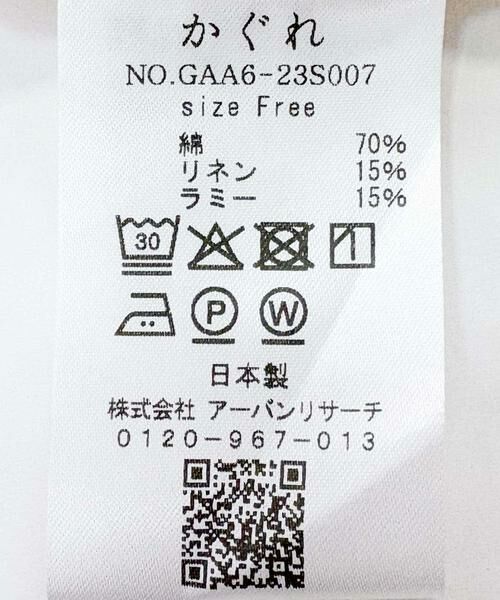 かぐれ
NO.GAA6-23S007
size Free
綿 70%
リネン 15%
ラミー 15%
30
P W
日本製
株式会社 アーバンリサーチ
0120-967-013